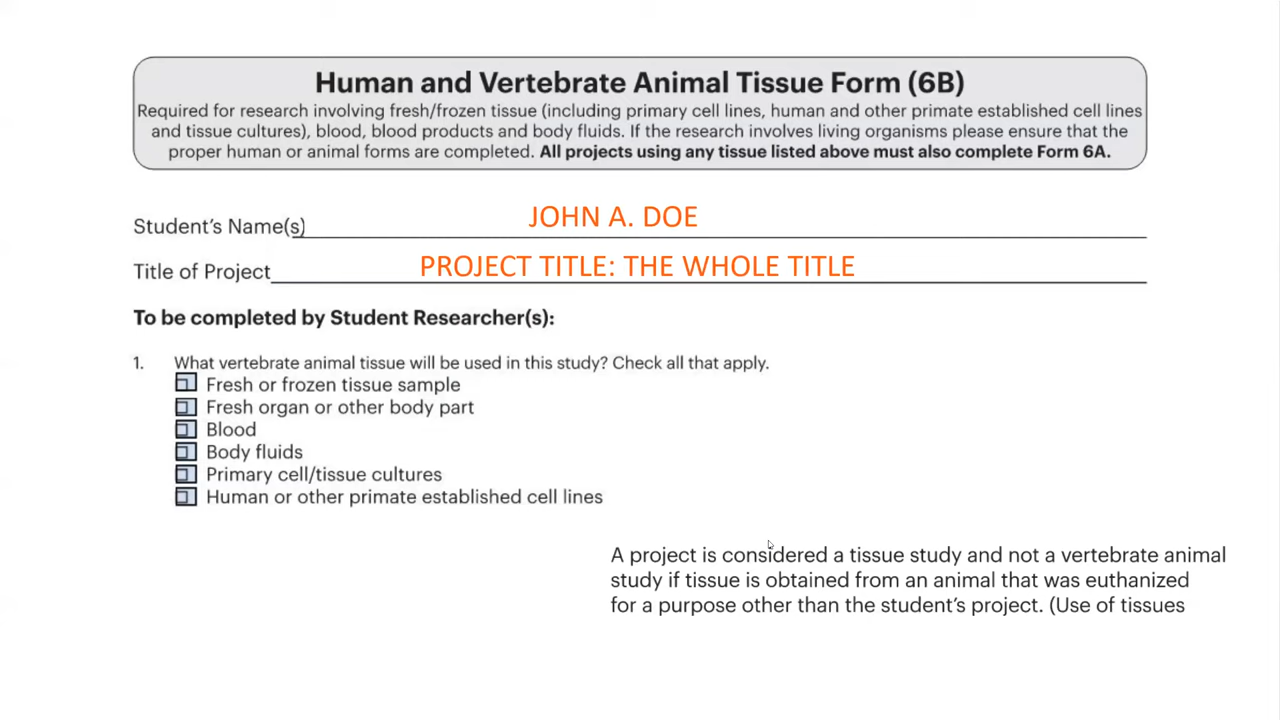 Human and Vertebrate Animal Tissue Form (6B)
Required for research involving fresh/frozen tissue (including primary cell lines, human and other primate established cell lines
and tissue cultures), blood, blood products and body fluids. If the research involves living organisms please ensure that the
proper human or animal forms are completed. All projects using any tissue listed above must also complete Form 6A.
Student's Name(s) JOHN A. DOE
Title of Project PROJECT TITLE: THE WHOLE TITLE
To be completed by Student Researcher(s):
1. What vertebrate animal tissue will be used in this study? Check all that apply.
Fresh or frozen tissue sample
Fresh organ or other body part
Blood
Body fluids
Primary cell/tissue cultures
Human or other primate established cell lines
A project is considered a tissue study and not a vertebrate animal
study if tissue is obtained from an animal that was euthanized
for a purpose other than the student's project. (Use of tissues